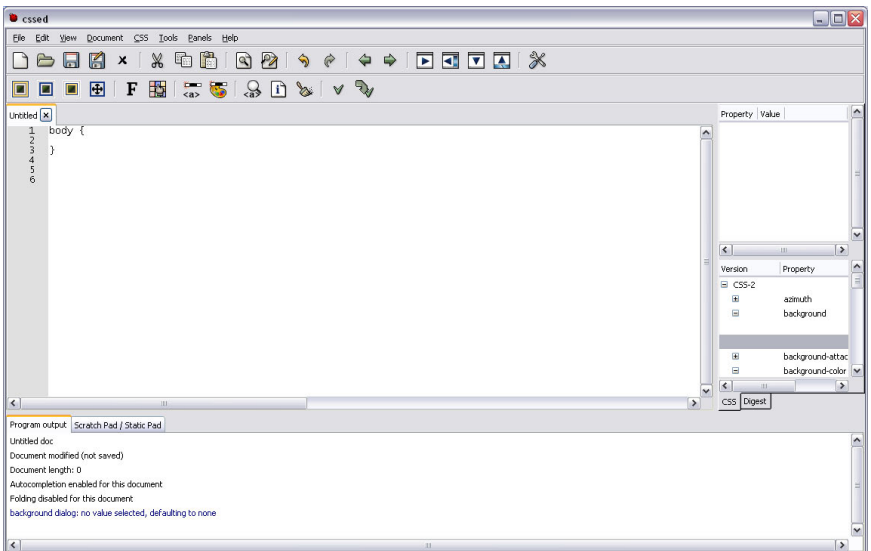 cssed
File Edit View Document CSS Tools Panels Help
F <a> <a> i
Untitled
1 body {
2
3 }
4
5
6
Property Value
Version Property
CSS-2
azimuth
background
background-attac
background-color
CSS Digest
Program output Scratch Pad / Static Pad
Untitled doc
Document modified (not saved)
Document length: 0
Autocompletion enabled for this document
Folding disabled for this document
background dialog: no value selected, defaulting to none